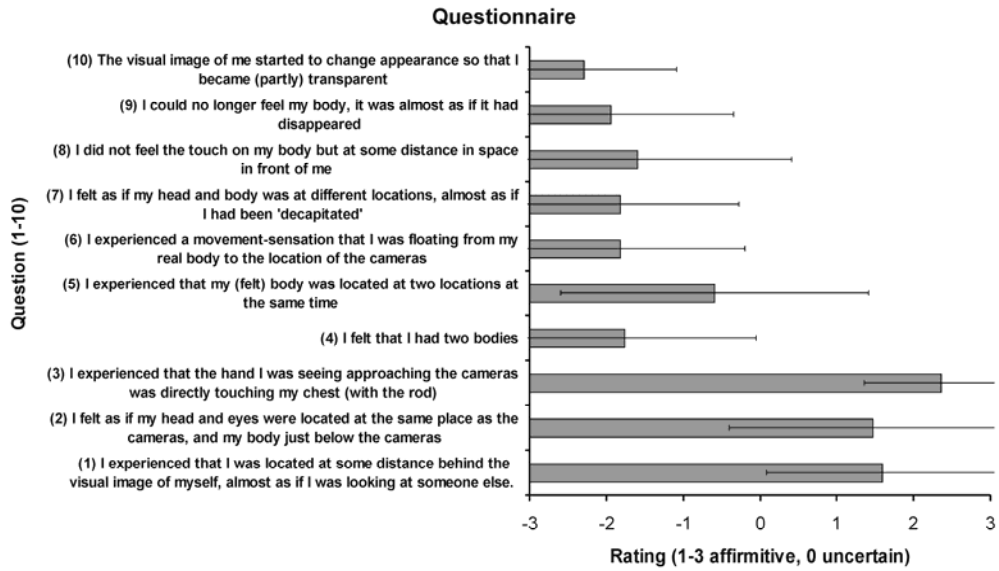 Questionnaire
(10) The visual image of me started to change appearance so that I
became (partly) transparent
(9) I could no longer feel my body, it was almost as if it had
disappeared
(8) I did not feel the touch on my body but at some distance in space
in front of me
(7) I felt as if my head and body was at different locations, almost as if
I had been 'decapitated'
(6) I experienced a movement-sensation that I was floating from my
real body to the location of the cameras
(5) I experienced that my (felt) body was located at two locations at
the same time
(4) I felt that I had two bodies
(3) I experienced that the hand I was seeing approaching the cameras
was directly touching my chest (with the rod)
(2) I felt as if my head and eyes were located at the same place as the
cameras, and my body just below the cameras
(1) I experienced that I was located at some distance behind the
visual image of myself, almost as if I was looking at someone else.
Question (1-10)
-3 -2 -1 0 1 2 3
Rating (1-3 affirmitive, 0 uncertain)